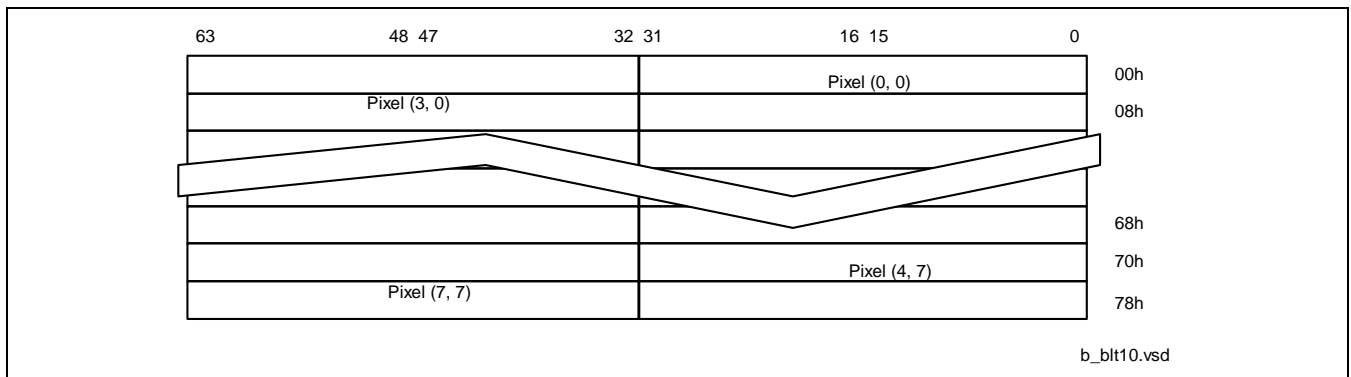 63 48 47 32 31 16 15 0
00h
Pixel (0, 0)
Pixel (3, 0)
08h
68h
70h
Pixel (4, 7)
Pixel (7, 7)
78h
b_blt10.vsd